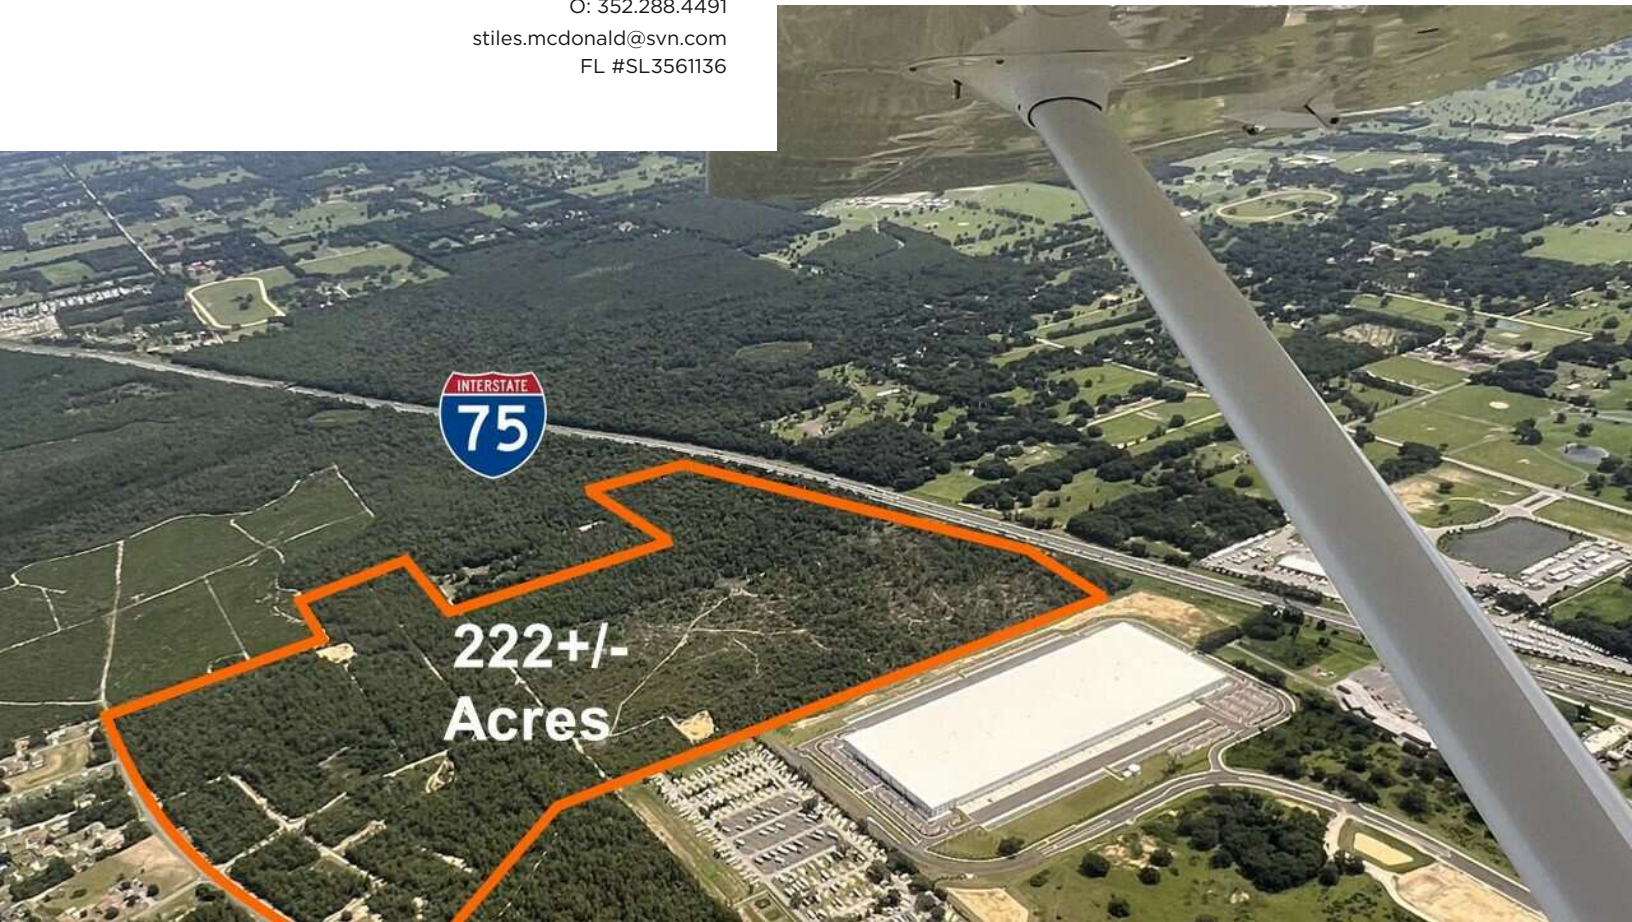 O: 352.288.4491
stiles.mcdonald@svn.com
FL #SL3561136
INTERSTATE
75
222+/-
Acres